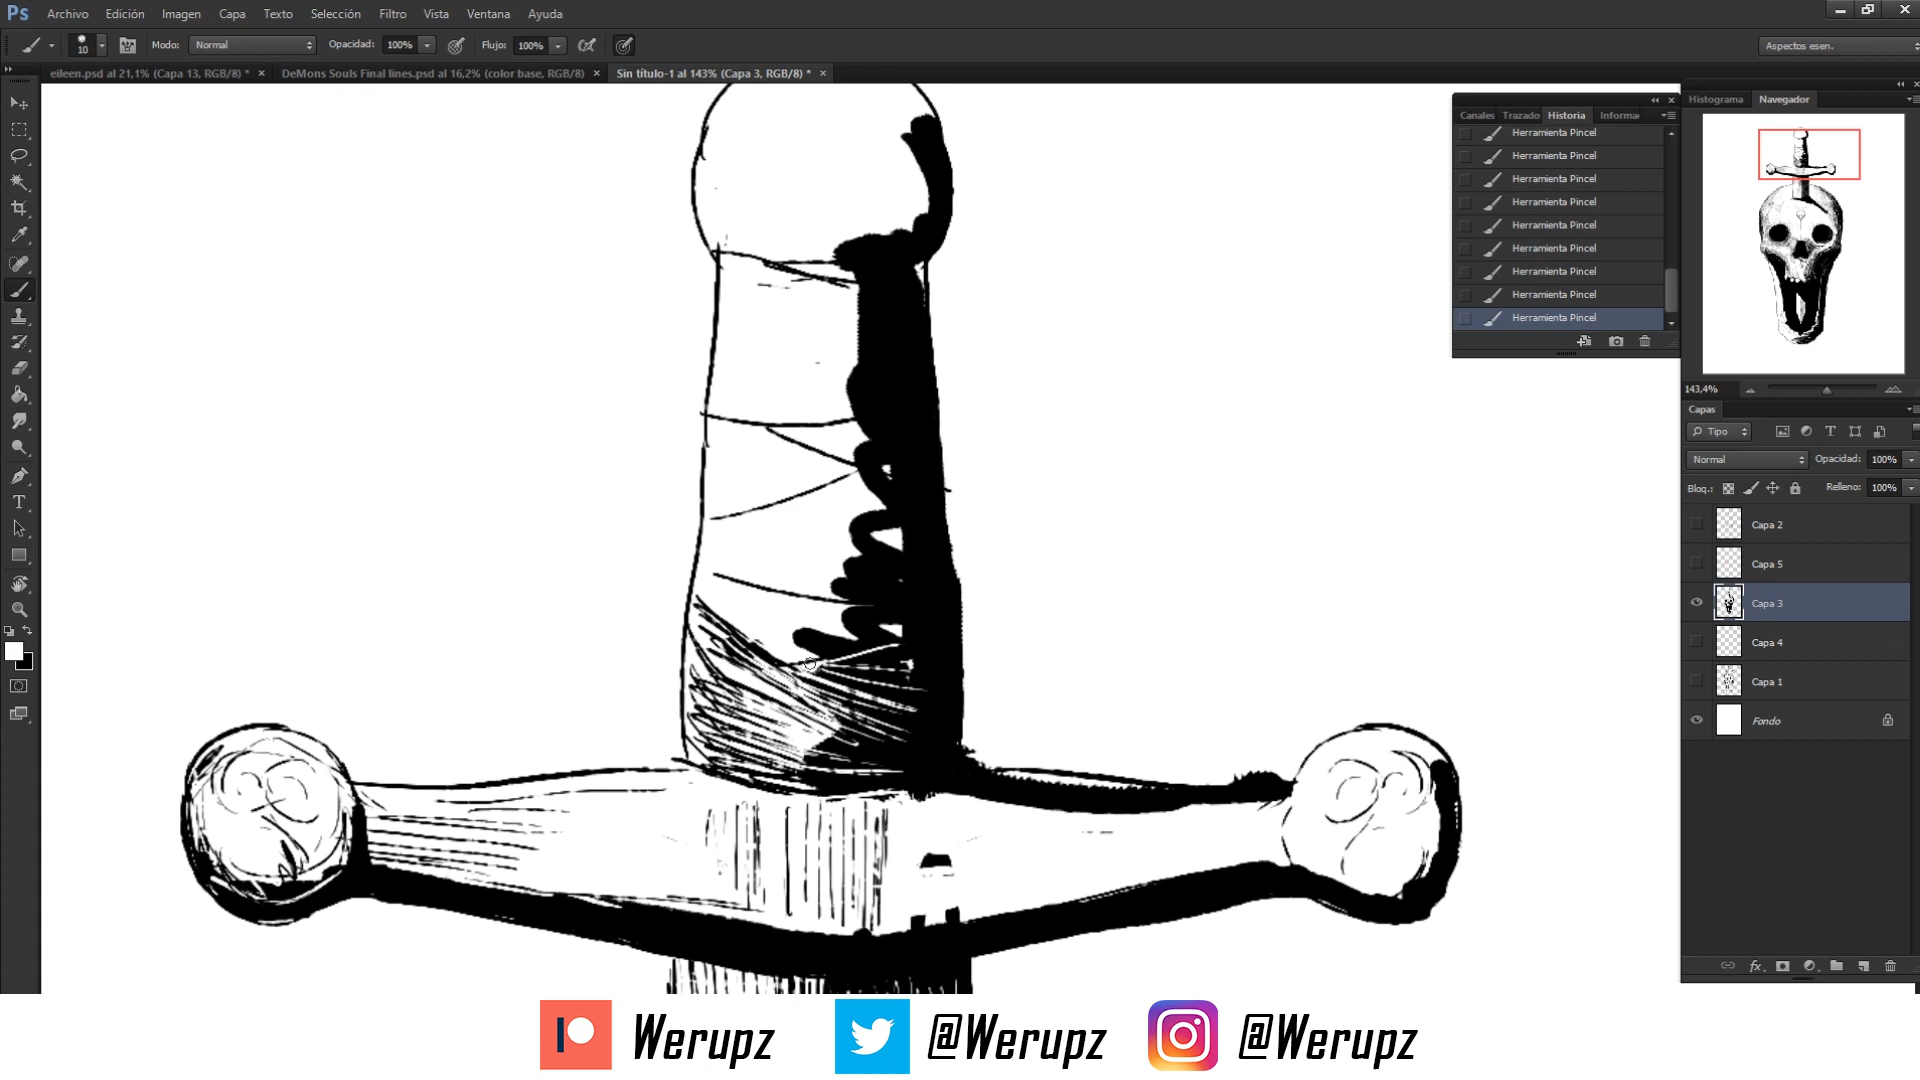 Ps Archivo Edición Imagen Capa Texto Selección Filtro Vista Ventana Ayuda
10 Modo: Normal Opacidad: 100% Flujo: 100% Aspectos esen.
eileen.psd al 21,1% (Capa 13, RGB/8) * × DeMons Souls Final lines.psd al 16,2% (color base, RGB/8) × Sin título-1 al 143% (Capa 3, RGB/8) * ×
Canales Trazado Historia Informa
Herramienta Pincel
Herramienta Pincel
Herramienta Pincel
Herramienta Pincel
Herramienta Pincel
Herramienta Pincel
Herramienta Pincel
Herramienta Pincel
Herramienta Pincel
Histograma Navegador
143,4%
Capas
Tipo
Normal Opacidad: 100%
Bloq.: Relleno: 100%
Capa 2
Capa 5
Capa 3
Capa 4
Capa 1
Fondo
fx
Werupz @Werupz @Werupz